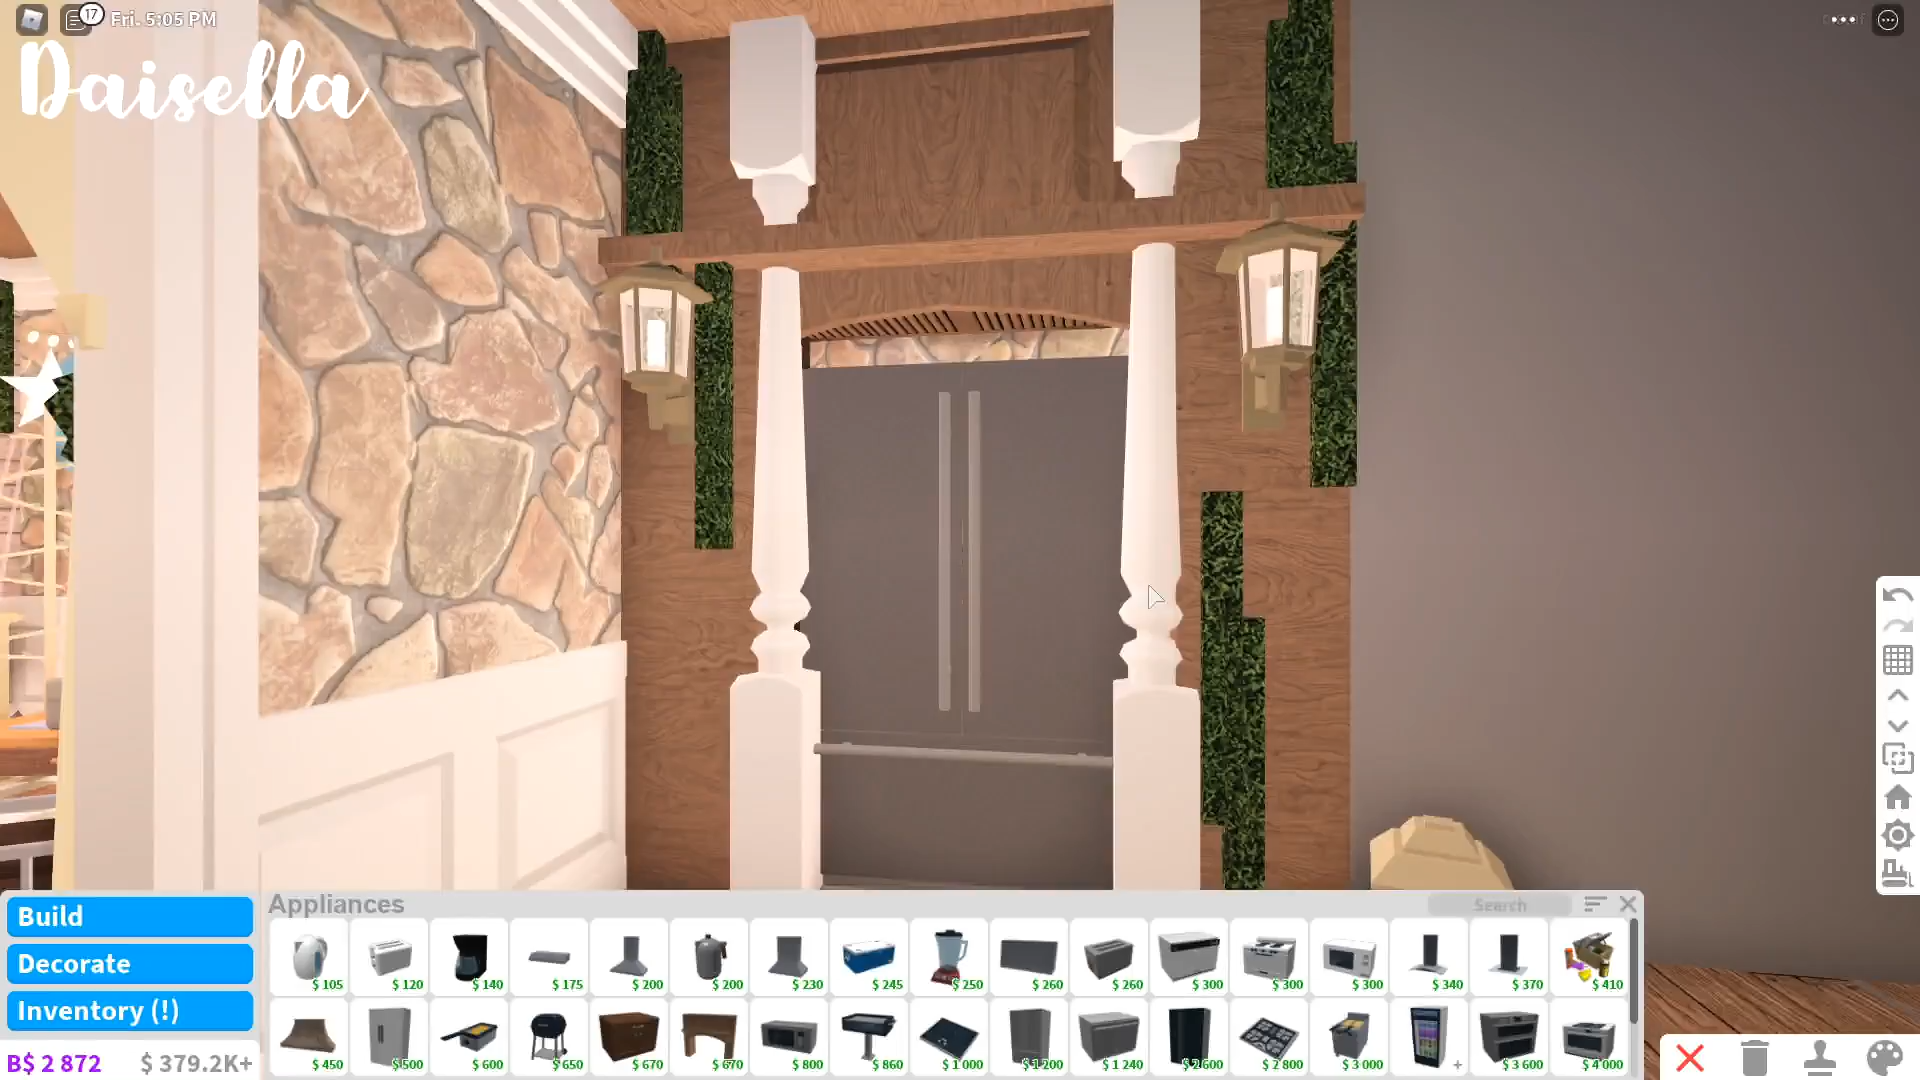 17 Fri. 5:05 PM
Daisella
Build
Decorate
Inventory (!)
B$ 2 872 $ 379.2K+
Appliances
Search
$ 105 $ 120 $ 140 $ 175 $ 200 $ 200 $ 230 $ 245 $ 250 $ 260 $ 260 $ 300 $ 300 $ 300 $ 340 $ 370 $ 410
$ 450 $ 500 $ 600 $ 650 $ 670 $ 670 $ 800 $ 860 $ 1 000 $ 1 200 $ 1 240 $ 2 600 $ 2 800 $ 3 000 + $ 3 600 $ 4 000